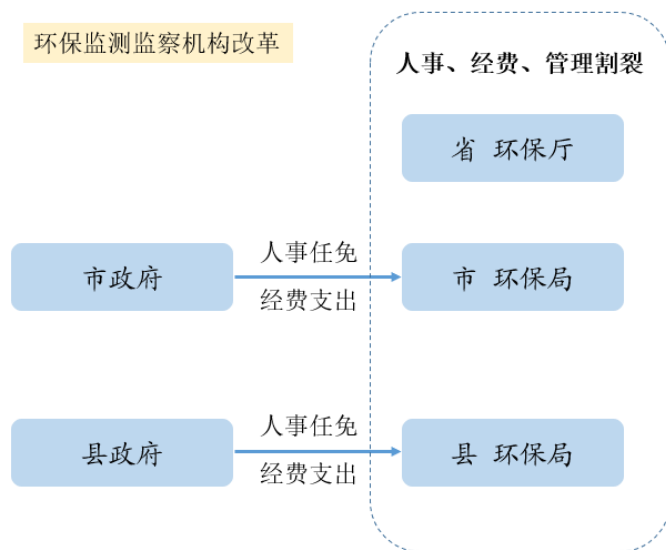 环保监测监察机构改革
人事、经费、管理割裂
省 环保厅
市政府
人事任免
经费支出
市 环保局
县政府
人事任免
经费支出
县 环保局